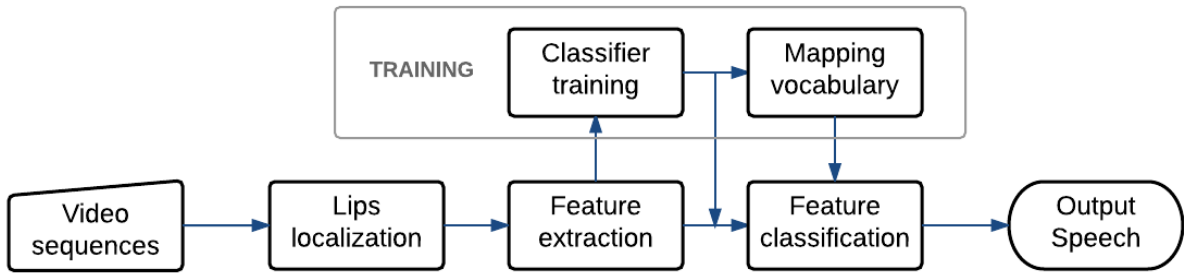 TRAINING
Classifier
training
Mapping
vocabulary
Video
sequences
Lips
localization
Feature
extraction
Feature
classification
Output
Speech